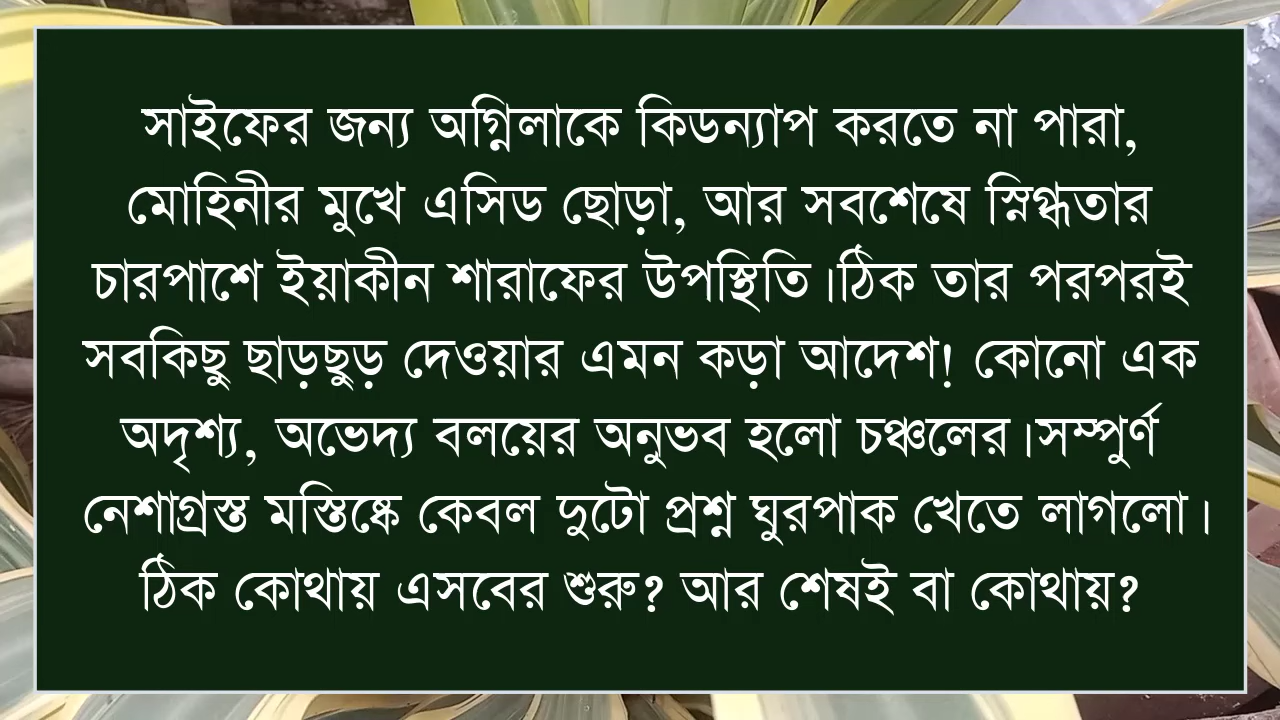 সাইফের জন্য অগ্নিলাকে কিডন্যাপ করতে না পারা,
মোহিনীর মুখে এসিড ছোড়া, আর সবশেষে স্নিগ্ধতার
চারপাশে ইয়াকীন শারাফের উপস্থিতি।ঠিক তার পরপরই
সবকিছু ছাড়ছুড় দেওয়ার এমন কড়া আদেশ! কোনো এক
অদৃশ্য, অভেদ্য বলয়ের অনুভব হলো চঞ্চলের।সম্পুর্ণ
নেশাগ্রস্ত মস্তিষ্কে কেবল দুটো প্রশ্ন ঘুরপাক খেতে লাগলো।
ঠিক কোথায় এসবের শুরু? আর শেষই বা কোথায়?